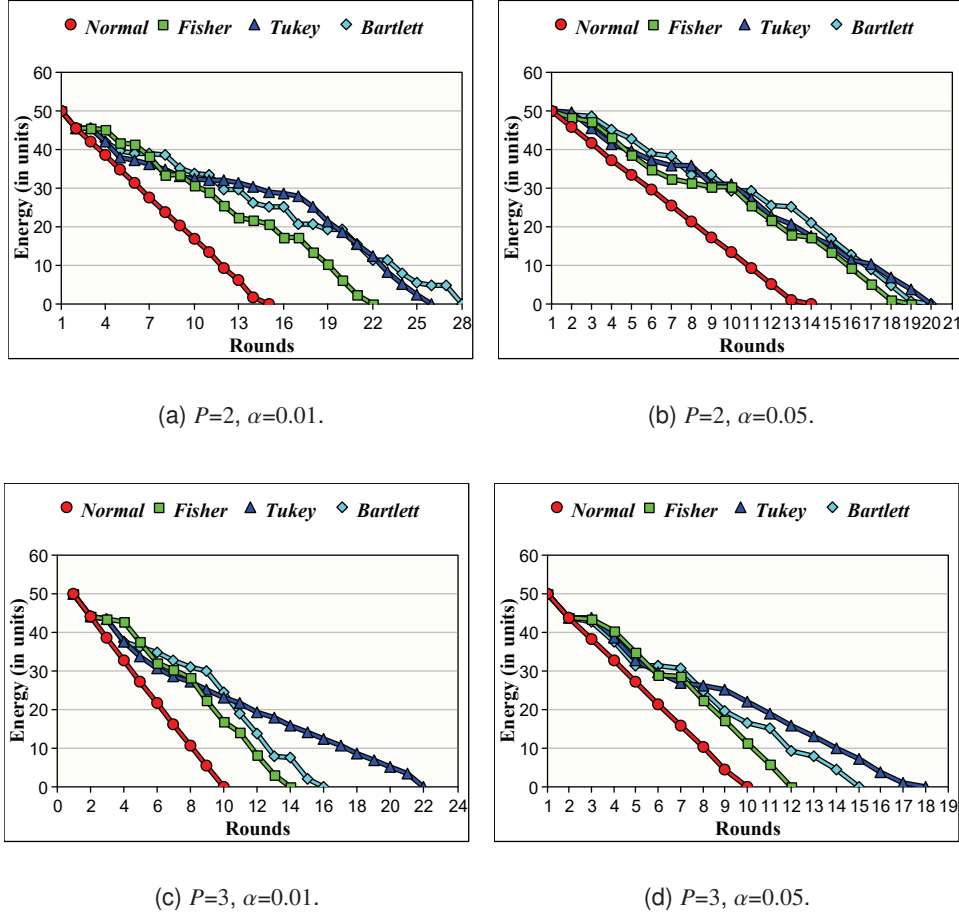 Normal Fisher Tukey Bartlett
60
50
40
30
20
10
0
Energy (in units)
1 4 7 10 13 16 19 22 25 28
Rounds
(a) P=2, α=0.01.
Normal Fisher Tukey Bartlett
60
50
40
30
20
10
0
Energy (in units)
1 2 3 4 5 6 7 8 9 10 11 12 13 14 15 16 17 18 19 20 21
Rounds
(b) P=2, α=0.05.
Normal Fisher Tukey Bartlett
60
50
40
30
20
10
0
Energy (in units)
0 2 4 6 8 10 12 14 16 18 20 22 24
Rounds
(c) P=3, α=0.01.
Normal Fisher Tukey Bartlett
60
50
40
30
20
10
0
Energy (in units)
1 2 3 4 5 6 7 8 9 10 11 12 13 14 15 16 17 18 19
Rounds
(d) P=3, α=0.05.